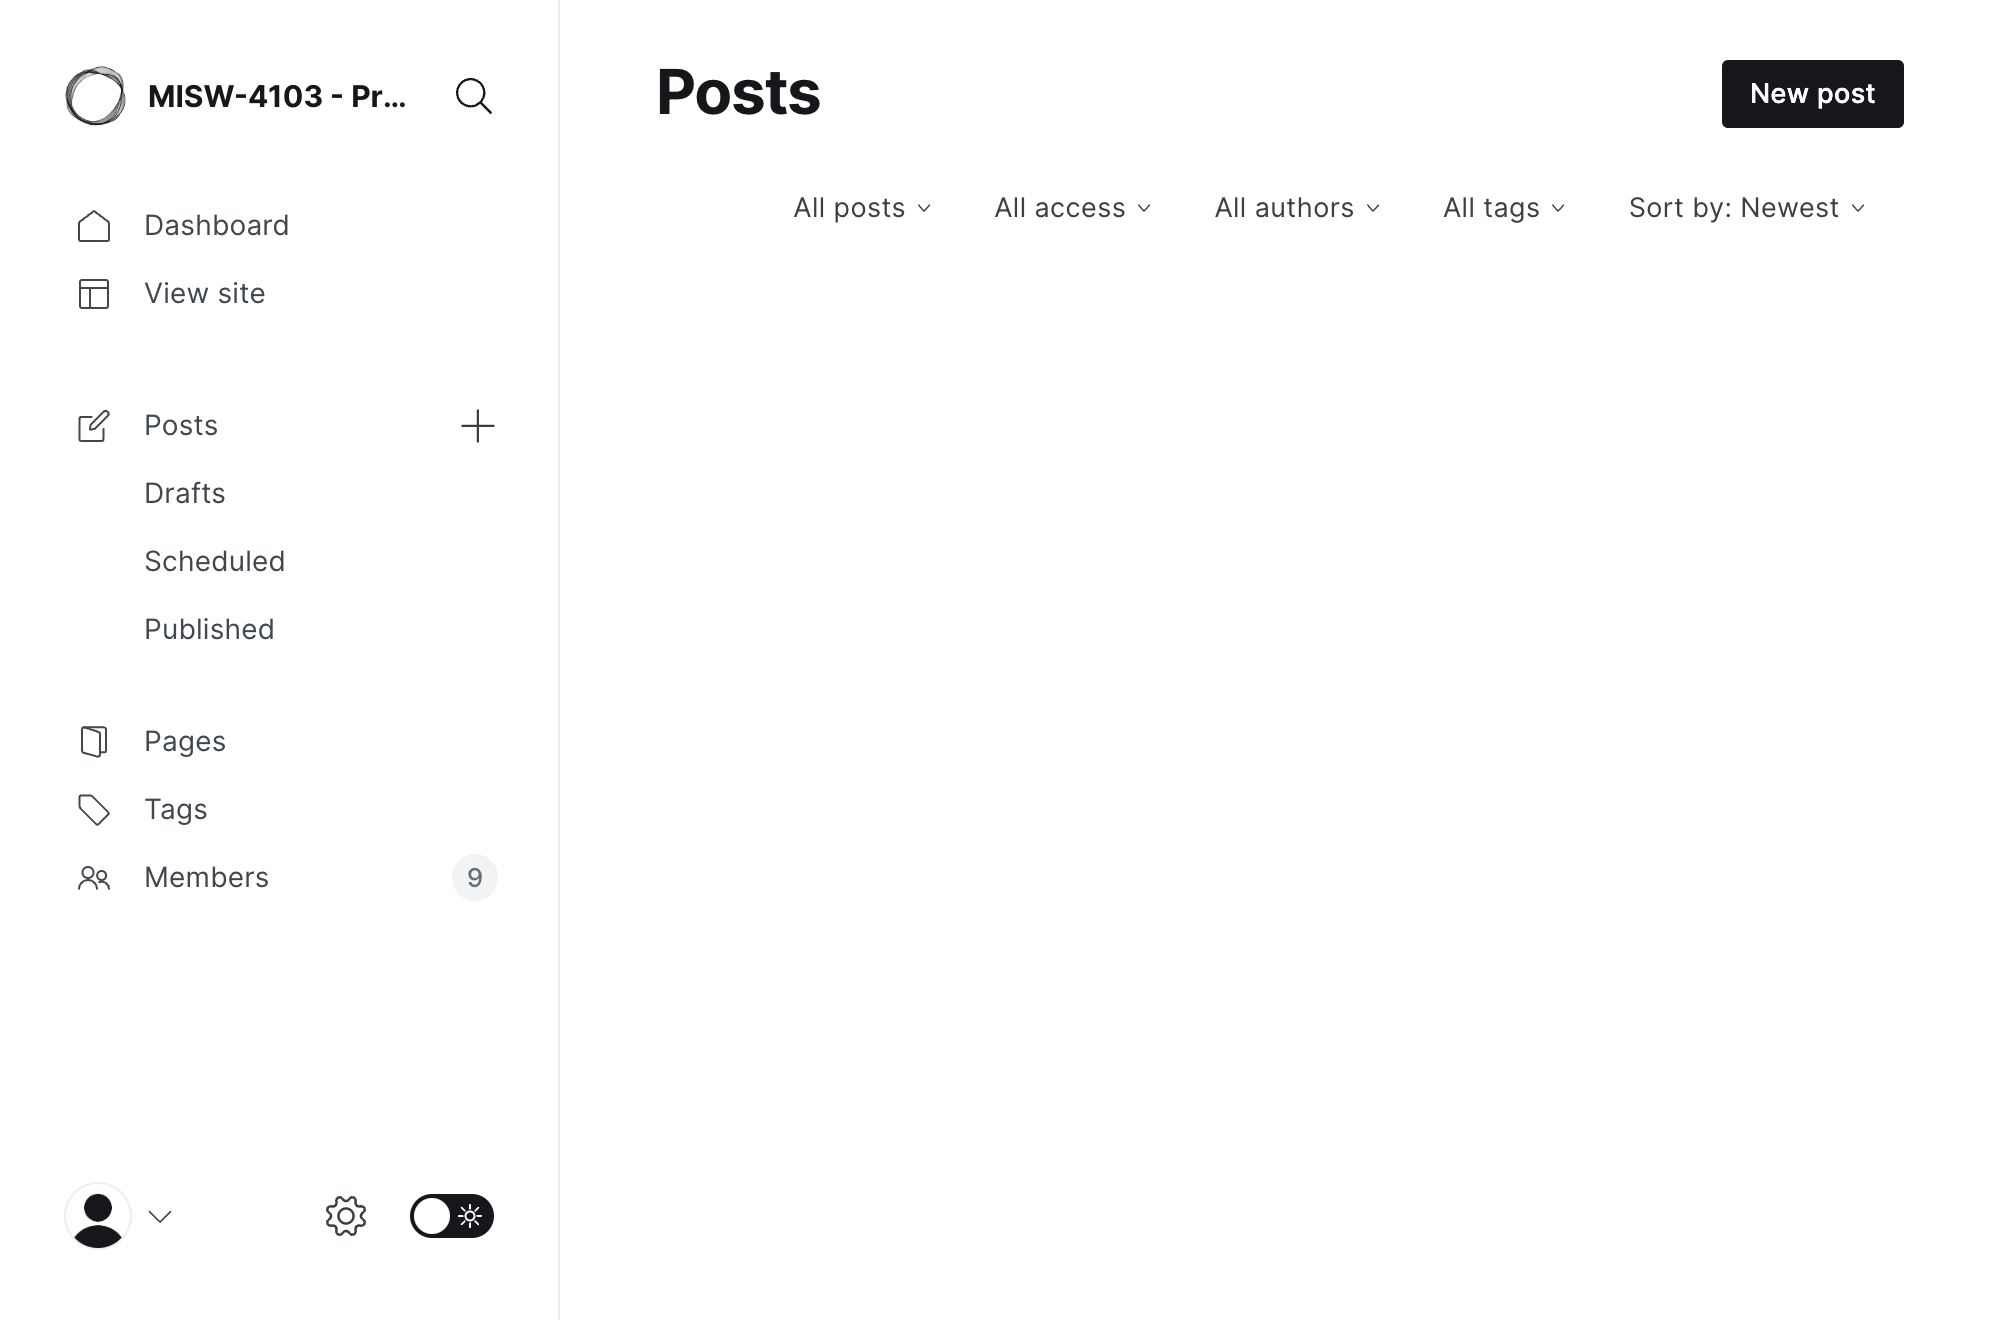 MISW-4103 - Pr...
Dashboard
View site
Posts
Drafts
Scheduled
Published
Pages
Tags
Members 9
Posts
New post
All posts All access All authors All tags Sort by: Newest